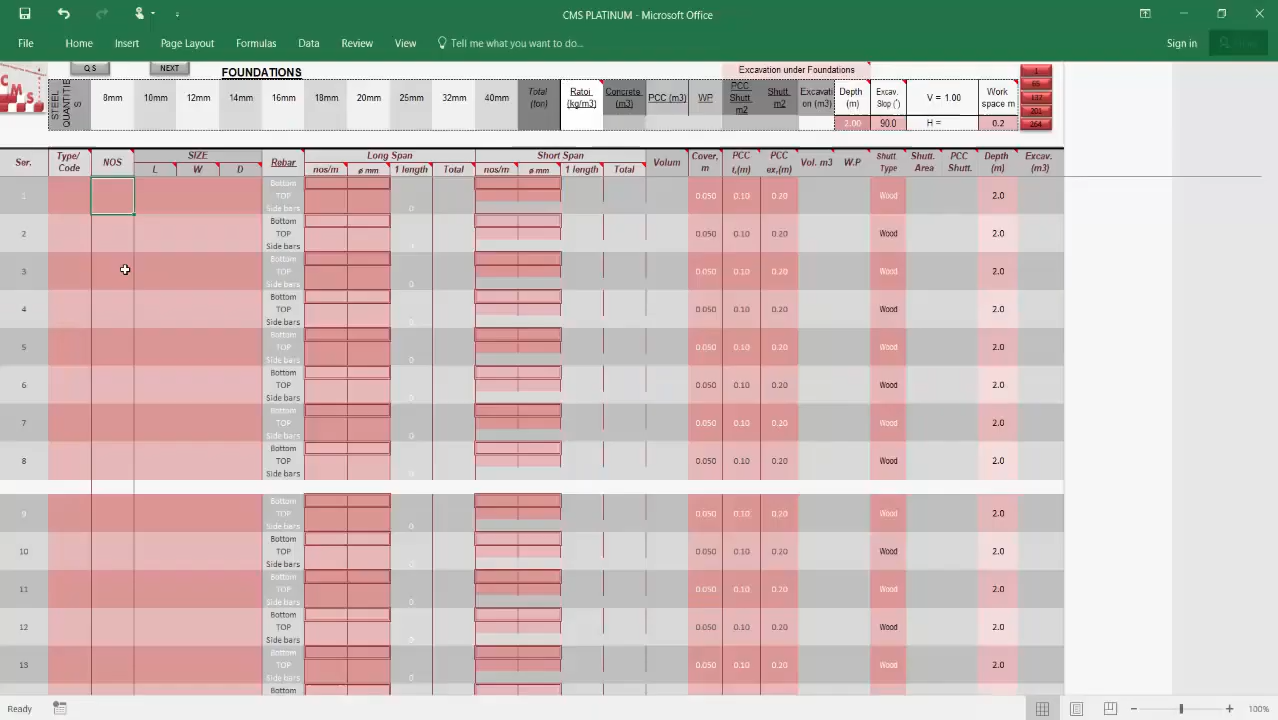 CMS PLATINUM - Microsoft Office
File Home Insert Page Layout Formulas Data Review View Tell me what you want to do... Sign in
Q S NEXT FOUNDATIONS Excavation under Foundations
CMS STEEL QUANTITIES 8mm 10mm 12mm 14mm 16mm 20mm 25mm 32mm Total (ton) Ratoi (kg/m3) Concrete (m3) PCC (m3) WP PCC Shutt. m2 Shutt. m2 Excavation (m3) Depth (m) Excav. Slop (°) V = 1.00 Work space m
2.00 90.0 H = 0.2
1
137
201
264
Ser. Type/ Code NOS SIZE Rebar Long Span Short Span Volum Cover, m PCC t,(m) PCC ex,(m) Vol. m3 W.P Shutt. Type Shutt. Area PCC Shutt. Depth (m) Excav. (m3)
L W D nos/m ø mm 1 length Total nos/m ø mm 1 length Total
Bottom
1 TOP 0.050 0.10 0.20 Wood 2.0
Side bars 0
Bottom
2 TOP 0.050 0.10 0.20 Wood 2.0
Side bars
Bottom
3 TOP 0.050 0.10 0.20 Wood 2.0
Side bars 0
Bottom
4 TOP 0.050 0.10 0.20 Wood 2.0
Side bars
Bottom
5 TOP 0.050 0.10 0.20 Wood 2.0
Side bars 0
Bottom
6 TOP 0.050 0.10 0.20 Wood 2.0
Side bars
Bottom
7 TOP 0.050 0.10 0.20 Wood 2.0
Side bars 0
Bottom
8 TOP 0.050 0.10 0.20 Wood 2.0
Side bars
Bottom
9 TOP 0.050 0.10 0.20 Wood 2.0
Side bars 0
Bottom
10 TOP 0.050 0.10 0.20 Wood 2.0
Side bars
Bottom
11 TOP 0.050 0.10 0.20 Wood 2.0
Side bars 0
Bottom
12 TOP 0.050 0.10 0.20 Wood 2.0
Side bars
Bottom
13 TOP 0.050 0.10 0.20 Wood 2.0
Side bars 0
Bottom
Ready 100%